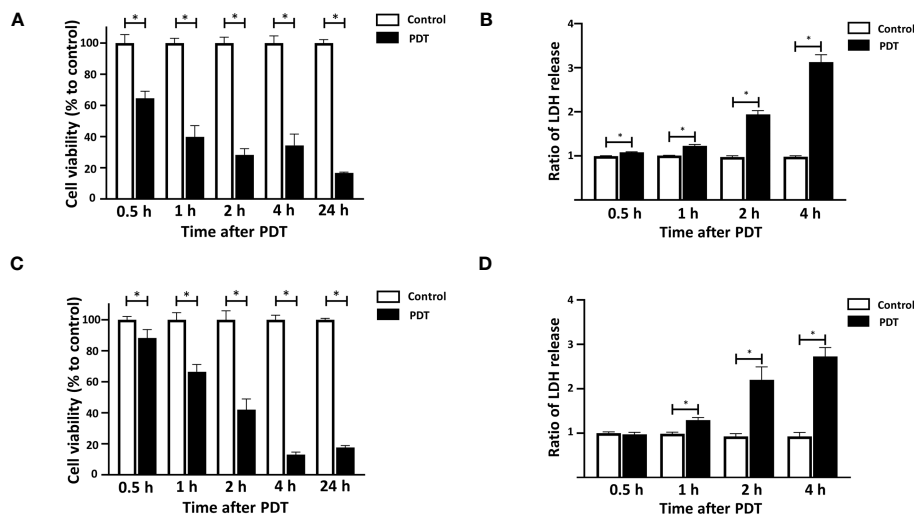 A
* * * * *
Control
PDT
Cell viability (% to control)
100
80
60
40
20
0
0.5 h 1 h 2 h 4 h 24 h
Time after PDT
B
* * * *
Control
PDT
Ratio of LDH release
4
3
2
1
0.5 h 1 h 2 h 4 h
Time after PDT
C
* * * * *
Control
PDT
Cell viability (% to control)
100
80
60
40
20
0
0.5 h 1 h 2 h 4 h 24 h
Time after PDT
D
* * *
Control
PDT
Ratio of LDH release
4
3
2
1
0.5 h 1 h 2 h 4 h
Time after PDT